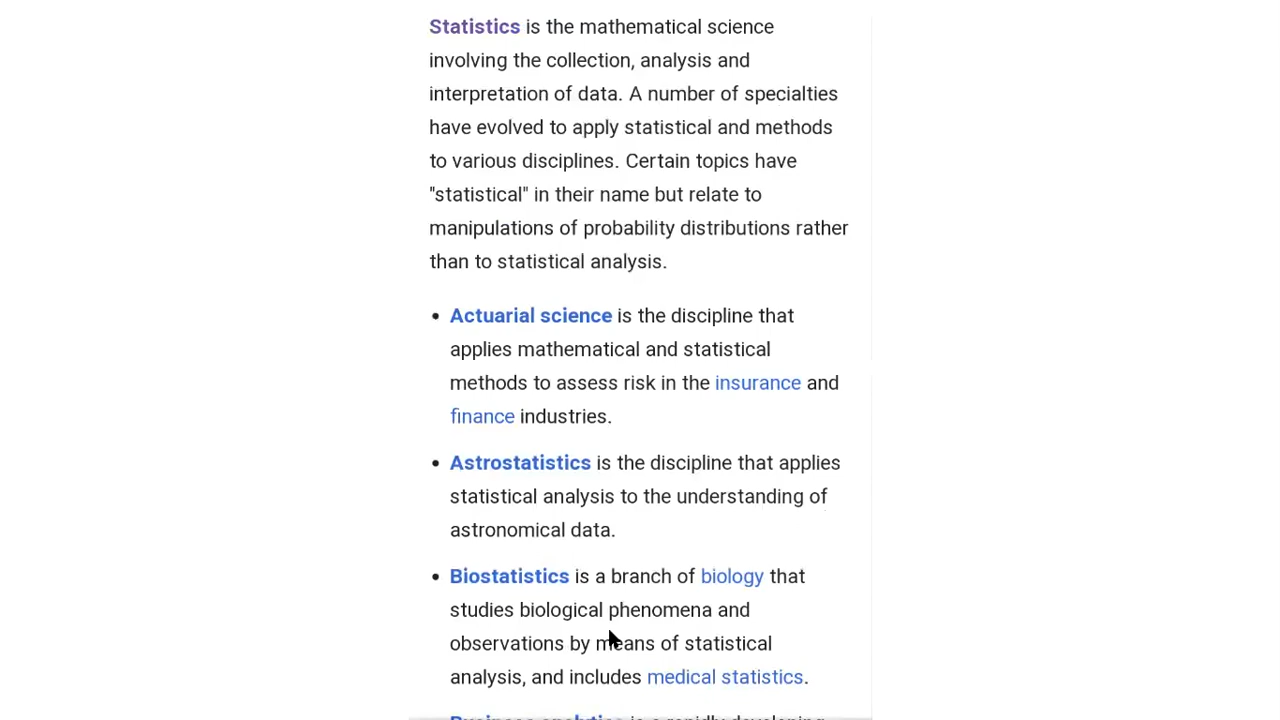 Statistics is the mathematical science
involving the collection, analysis and
interpretation of data. A number of specialties
have evolved to apply statistical and methods
to various disciplines. Certain topics have
"statistical" in their name but relate to
manipulations of probability distributions rather
than to statistical analysis.
• Actuarial science is the discipline that
applies mathematical and statistical
methods to assess risk in the insurance and
finance industries.
• Astrostatistics is the discipline that applies
statistical analysis to the understanding of
astronomical data.
• Biostatistics is a branch of biology that
studies biological phenomena and
observations by means of statistical
analysis, and includes medical statistics.
Business analytics is a rapidly developing